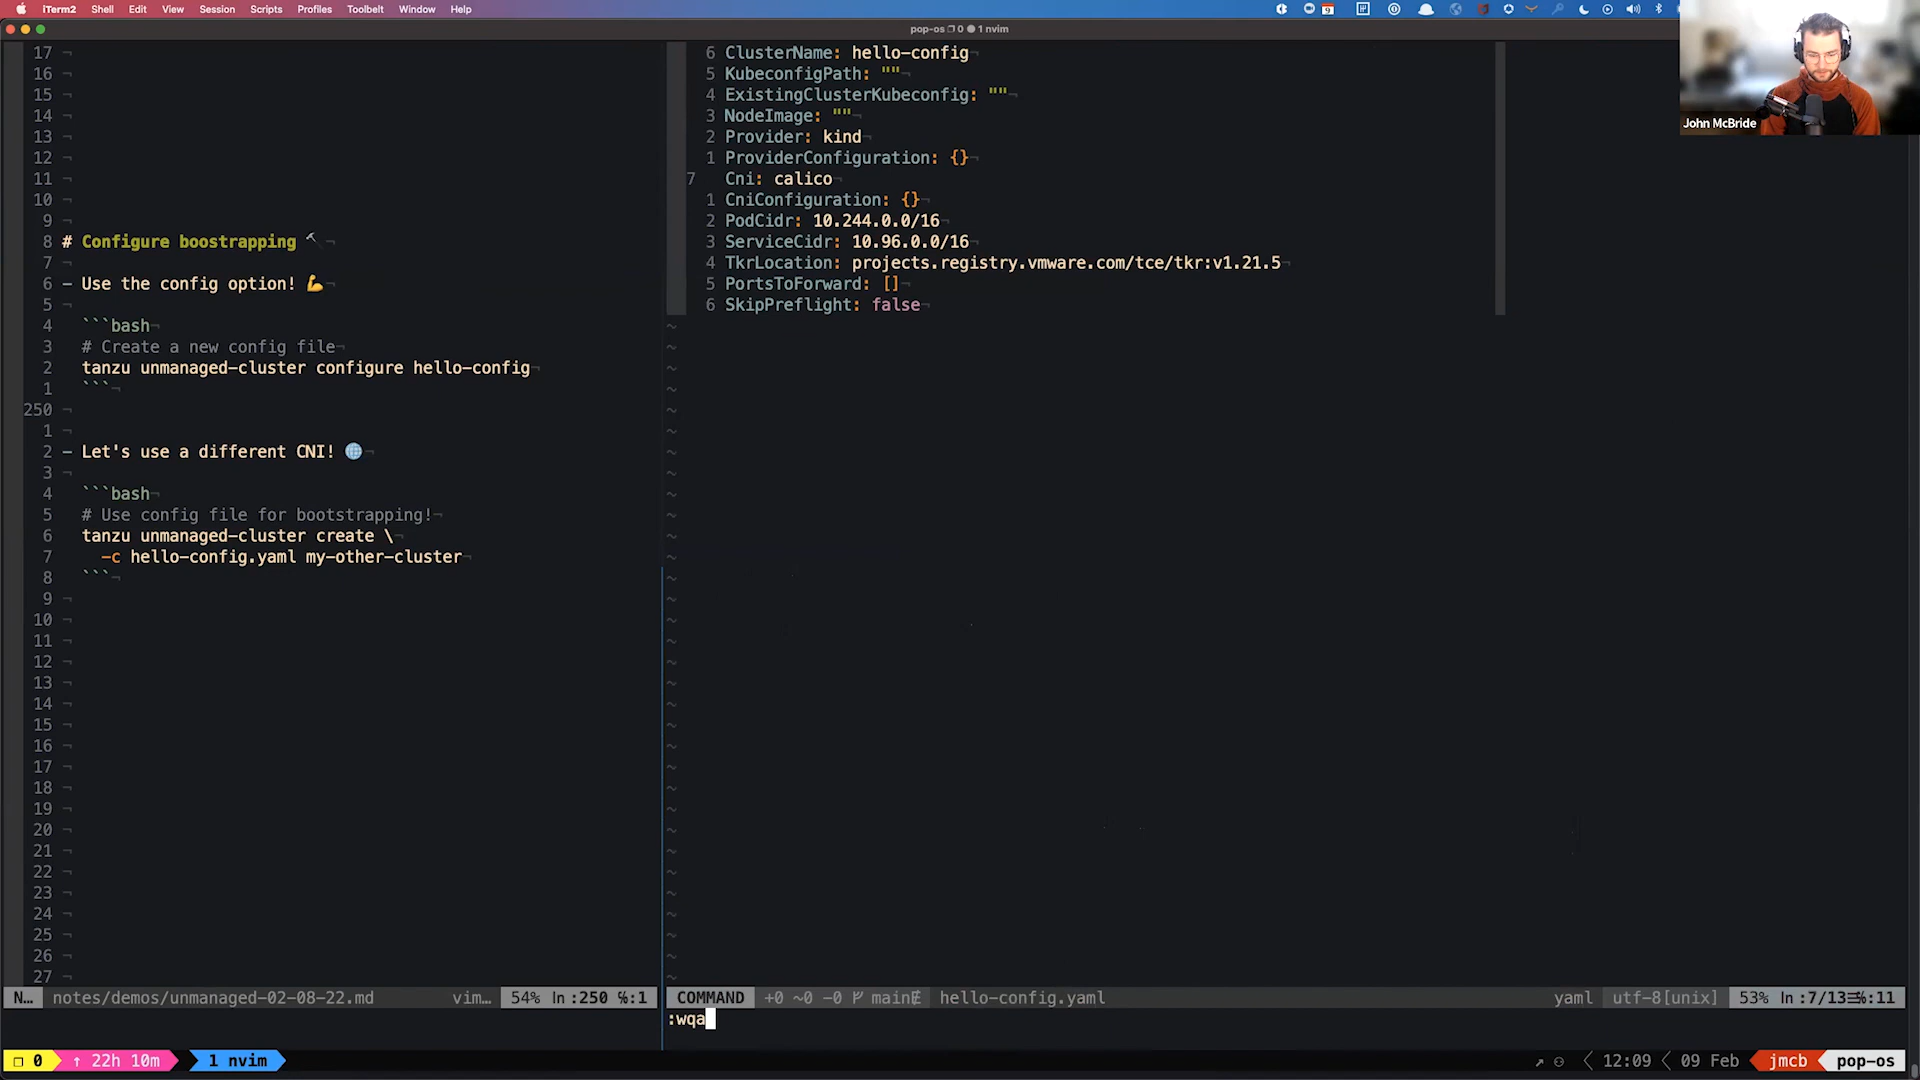 iTerm2 Shell Edit View Session Scripts Profiles Toolbelt Window Help
9
pop-os 0 1 nvim
John McBride
17 ¬
16 ¬
15 ¬
14 ¬
13 ¬
12 ¬
11 ¬
10 ¬
9 ¬
8 # Configure boostrapping ⛏ ¬
7 ¬
6 - Use the config option! 💪¬
5 ¬
4 ```bash¬
3 # Create a new config file¬
2 tanzu unmanaged-cluster configure hello-config¬
1 ```¬
250 ¬
1 ¬
2 - Let's use a different CNI! 🌐¬
3 ¬
4 ```bash¬
5 # Use config file for bootstrapping!¬
6 tanzu unmanaged-cluster create \¬
7 -c hello-config.yaml my-other-cluster¬
8 ```¬
9 ¬
10 ¬
11 ¬
12 ¬
13 ¬
14 ¬
15 ¬
16 ¬
17 ¬
18 ¬
19 ¬
20 ¬
21 ¬
22 ¬
23 ¬
24 ¬
25 ¬
26 ¬
27 ¬
N… notes/demos/unmanaged-02-08-22.md vim… 54% ln:250 ℅:1
6 ClusterName: hello-config¬
5 KubeconfigPath: ""¬
4 ExistingClusterKubeconfig: ""¬
3 NodeImage: ""¬
2 Provider: kind¬
1 ProviderConfiguration: {}¬
7 Cni: calico¬
1 CniConfiguration: {}¬
2 PodCidr: 10.244.0.0/16¬
3 ServiceCidr: 10.96.0.0/16¬
4 TkrLocation: projects.registry.vmware.com/tce/tkr:v1.21.5¬
5 PortsToForward: []¬
6 SkipPreflight: false¬
COMMAND +0 ~0 -0 main hello-config.yaml yaml utf-8[unix] 53% ln :7/13 ℅:11
:wqa
0 ↑ 22h 10m 1 nvim 12:09 09 Feb jmcb pop-os